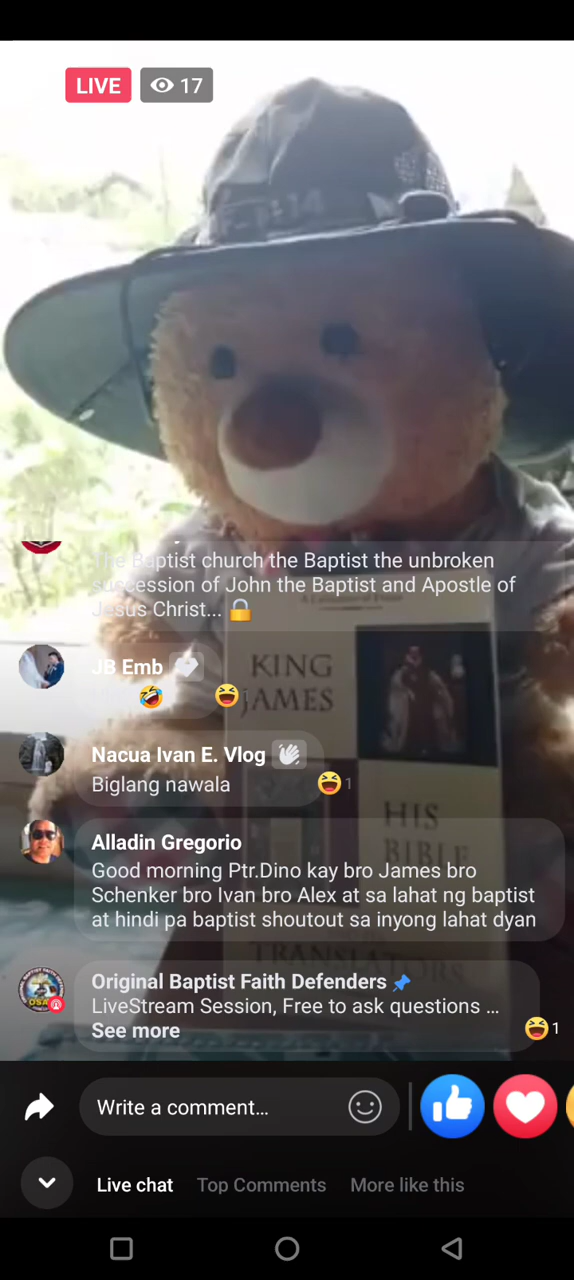 LIVE
17
The Baptist church the Baptist the unbroken
succession of John the Baptist and Apostle of
Jesus Christ...
KING
JAMES
JB Emb
Nacua Ivan E. Vlog
Biglang nawala
1
HIS
BIBLE
Alladin Gregorio
Good morning Ptr.Dino kay bro James bro
Schenker bro Ivan bro Alex at sa lahat ng baptist
at hindi pa baptist shoutout sa inyong lahat dyan
TRANSLATORS
Original Baptist Faith Defenders
LiveStream Session, Free to ask questions ...
See more
1
Write a comment...
Live chat
Top Comments
More like this